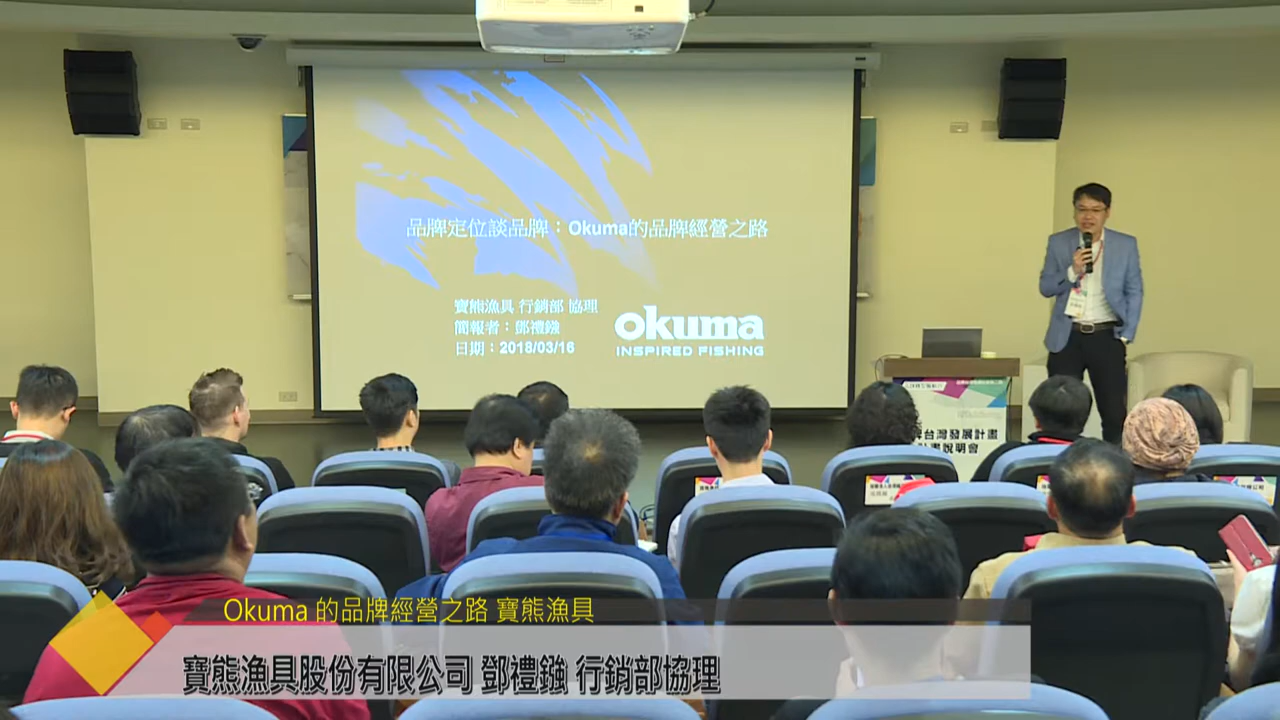 品牌定位談品牌：Okuma的品牌經營之路
寶熊漁具 行銷部 協理
簡報者：鄧禮鏹
日期：2018/03/16
okuma
INSPIRED FISHING
牌台灣發展計畫
說明會
Okuma 的品牌經營之路 寶熊漁具
寶熊漁具股份有限公司 鄧禮鏹 行銷部協理